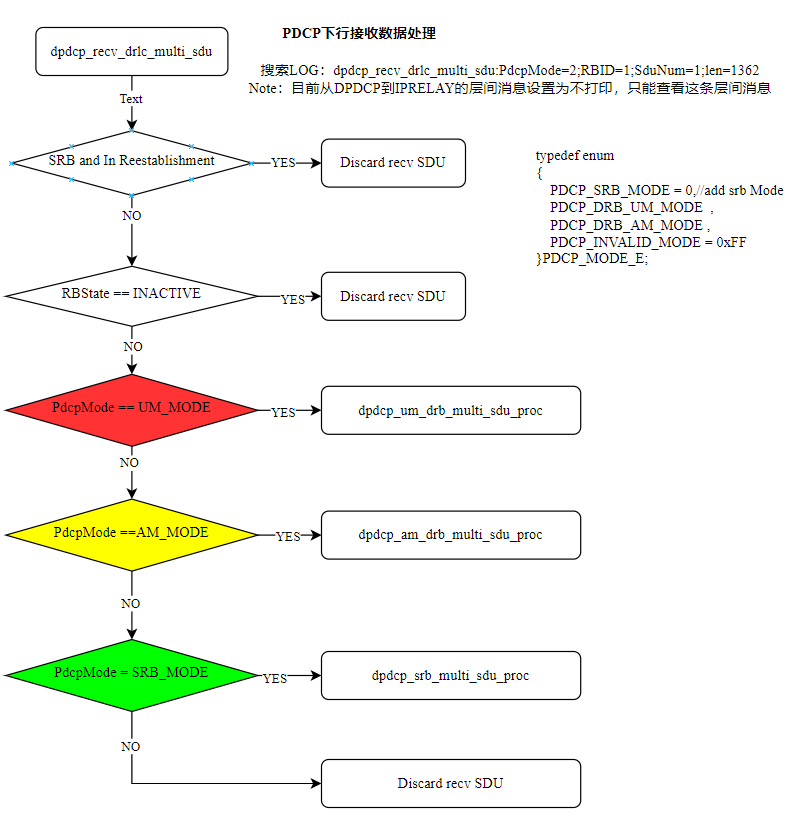 PDCP下行接收数据处理
dpdcp_recv_drlc_multi_sdu
搜索LOG：dpdcp_recv_drlc_multi_sdu:PdcpMode=2;RBID=1;SduNum=1;len=1362
Note：目前从DPDCP到IPRELAY的层间消息设置为不打印，只能查看这条层间消息
Text
SRB and In Reestablishment
YES
Discard recv SDU
typedef enum
{
PDCP_SRB_MODE = 0,//add srb Mode
PDCP_DRB_UM_MODE  ,
PDCP_DRB_AM_MODE ,
PDCP_INVALID_MODE = 0xFF
}PDCP_MODE_E;
NO
RBState == INACTIVE
YES
Discard recv SDU
NO
PdcpMode == UM_MODE
YES
dpdcp_um_drb_multi_sdu_proc
NO
PdcpMode ==AM_MODE
YES
dpdcp_am_drb_multi_sdu_proc
NO
PdcpMode = SRB_MODE
YES
dpdcp_srb_multi_sdu_proc
NO
Discard recv SDU